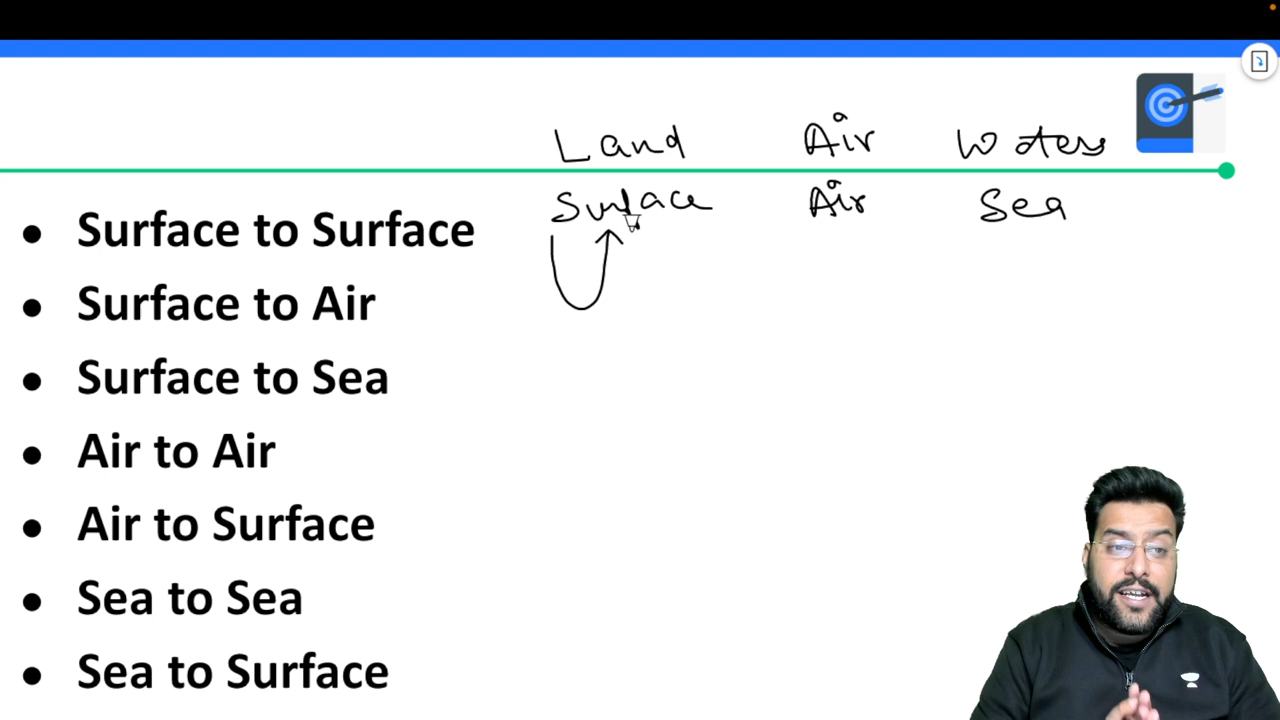 Land Air Waters
Surface Air Sea
• Surface to Surface
• Surface to Air
• Surface to Sea
• Air to Air
• Air to Surface
• Sea to Sea
• Sea to Surface